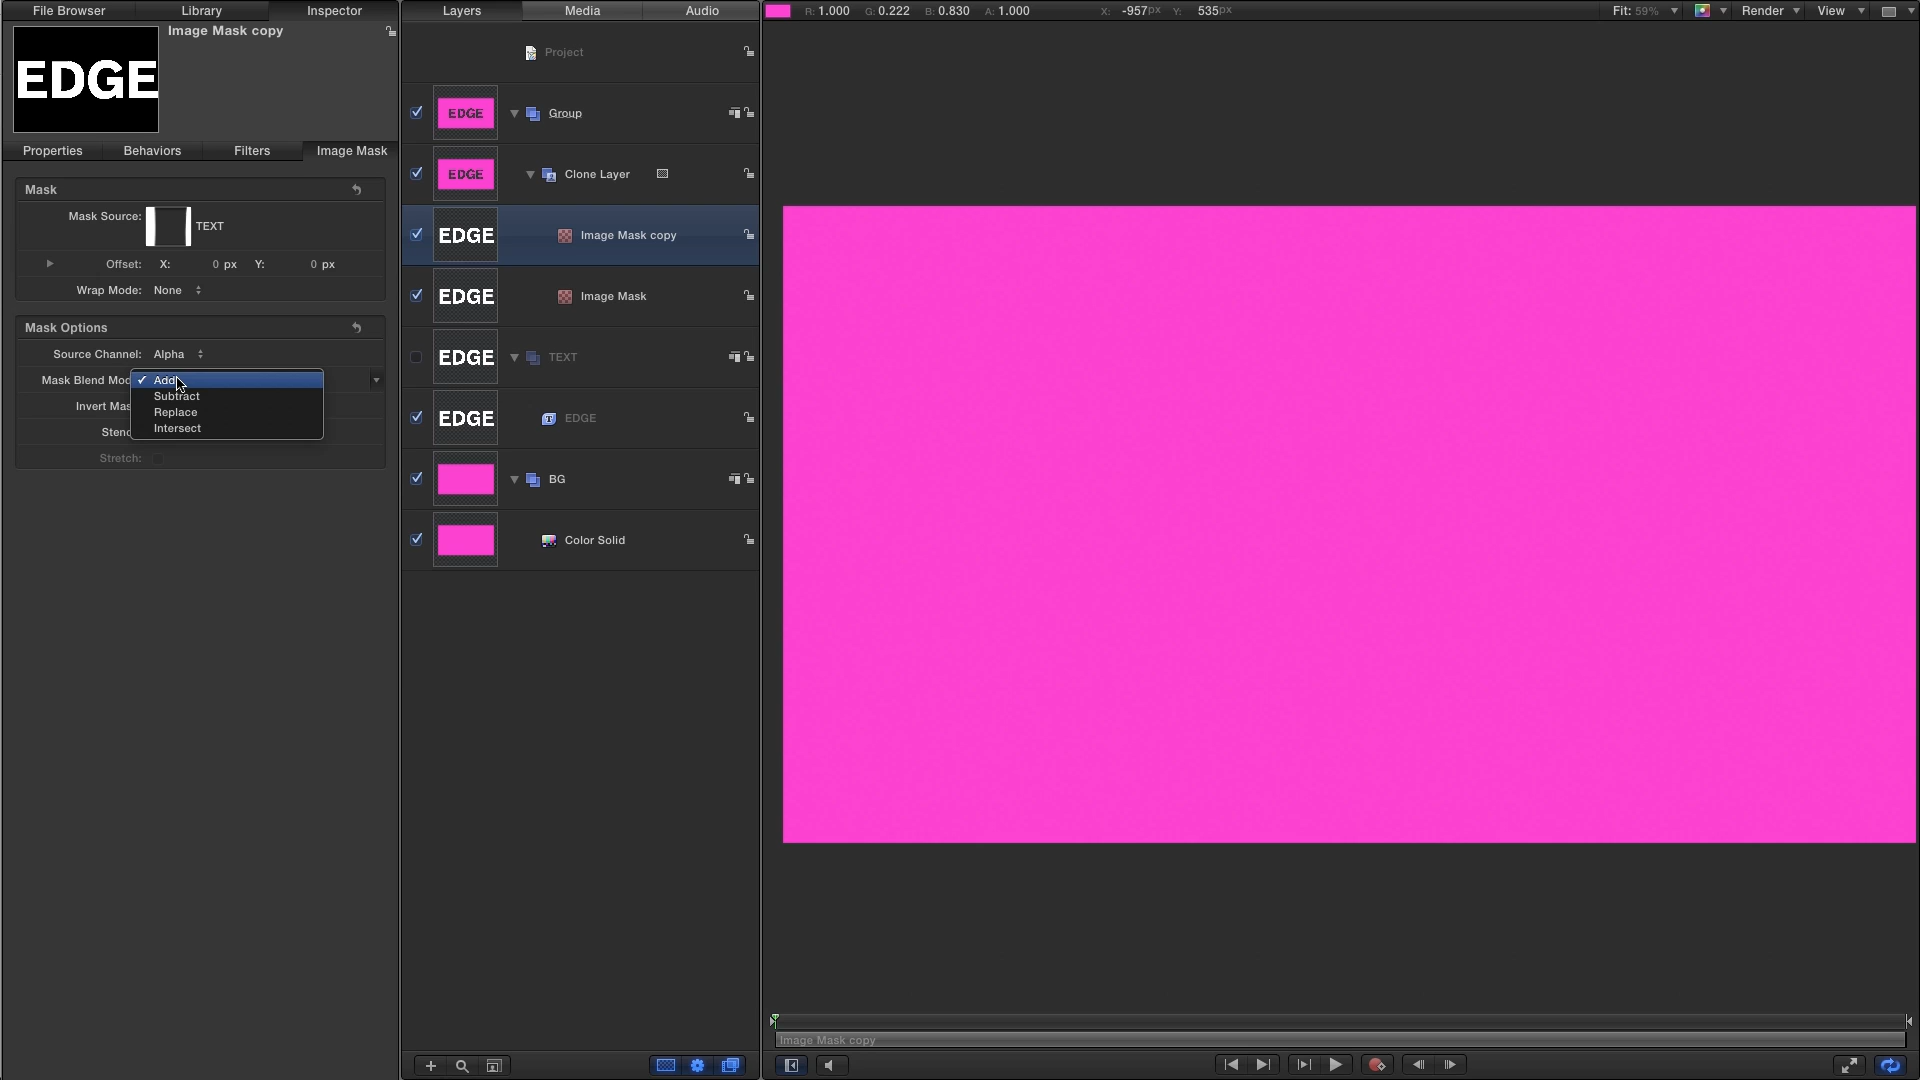 File Browser
Library
Inspector
Image Mask copy
EDGE
Properties
Behaviors
Filters
Image Mask
Mask
Mask Source:
TEXT
Offset: X: 0 px Y: 0 px
Wrap Mode: None
Mask Options
Source Channel: Alpha
Mask Blend Mod
Add
Subtract
Replace
Intersect
Invert Mas
Stenc
Stretch:
Layers
Media
Audio
Project
EDGE
Group
EDGE
Clone Layer
EDGE
Image Mask copy
EDGE
Image Mask
EDGE
TEXT
EDGE
T
EDGE
BG
Color Solid
R: 1.000 G: 0.222 B: 0.830 A: 1.000 X: -957px Y: 535px
Fit: 59%
Render
View
Image Mask copy